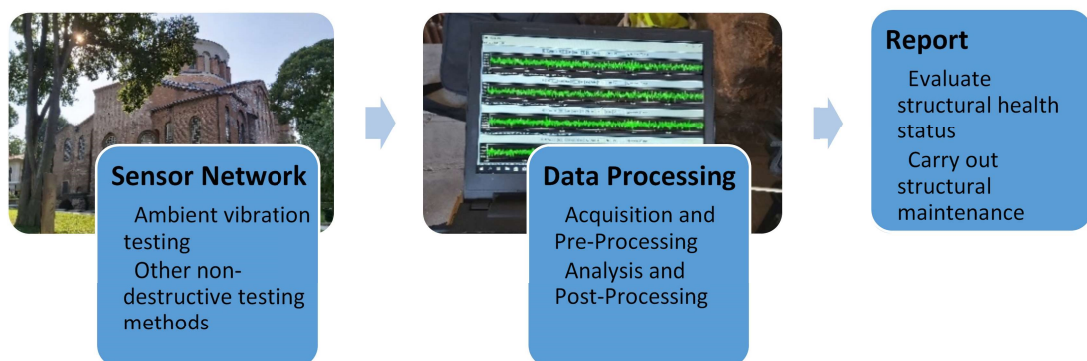 Sensor Network
Ambient vibration
testing
Other non-
destructive testing
methods
Data Processing
Acquisition and
Pre-Processing
Analysis and
Post-Processing
Report
Evaluate
structural health
status
Carry out
structural
maintenance